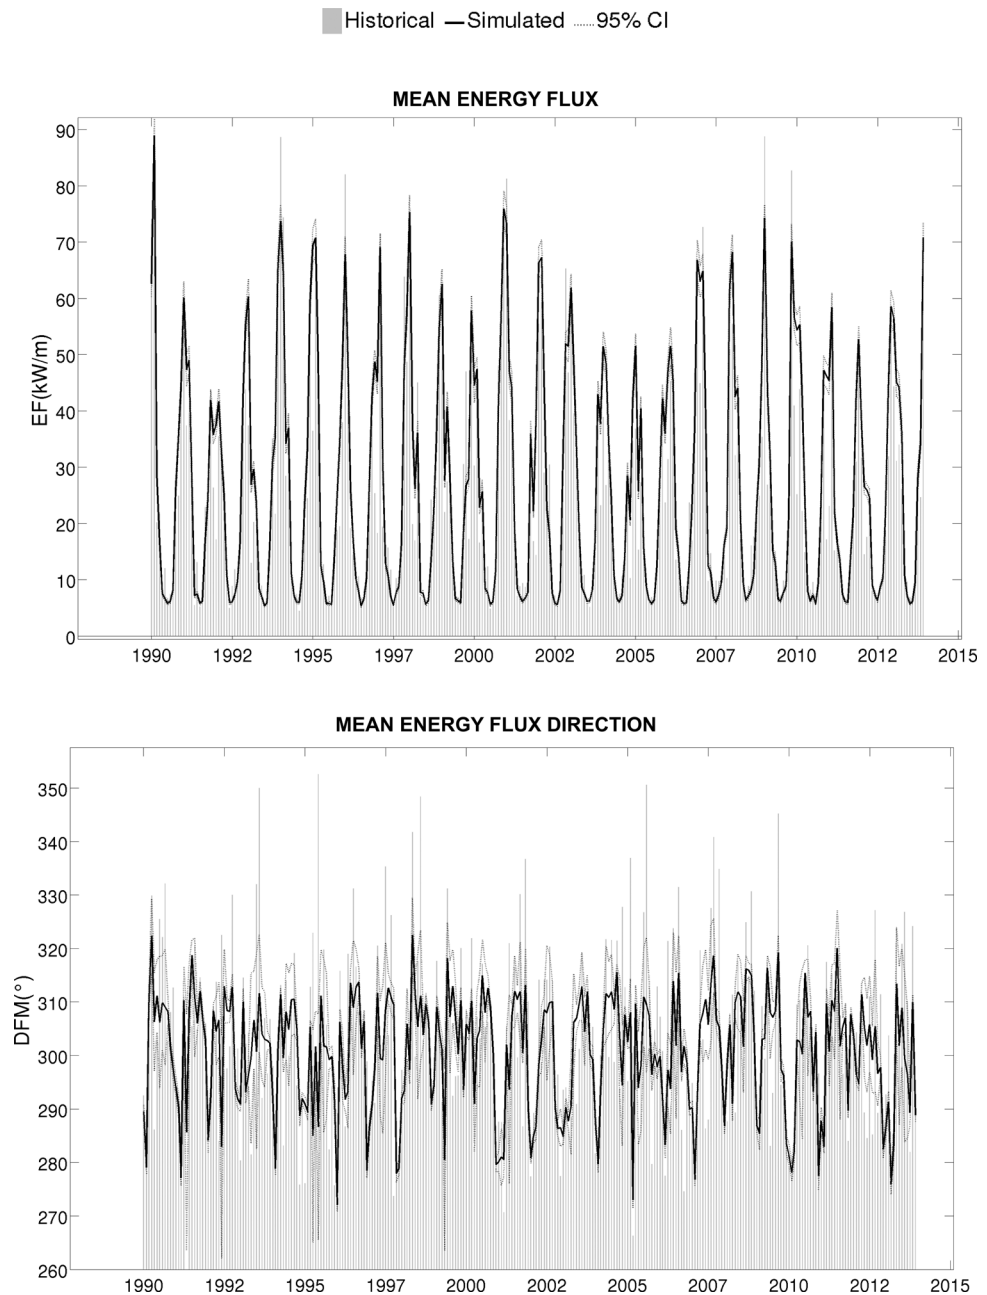 Historical Simulated 95% CI
MEAN ENERGY FLUX
90
80
70
60
50
40
30
20
10
0
EF(kW/m)
1990 1992 1995 1997 2000 2002 2005 2007 2010 2012 2015
MEAN ENERGY FLUX DIRECTION
350
340
330
320
310
300
290
280
270
260
DFM(°)
1990 1992 1995 1997 2000 2002 2005 2007 2010 2012 2015